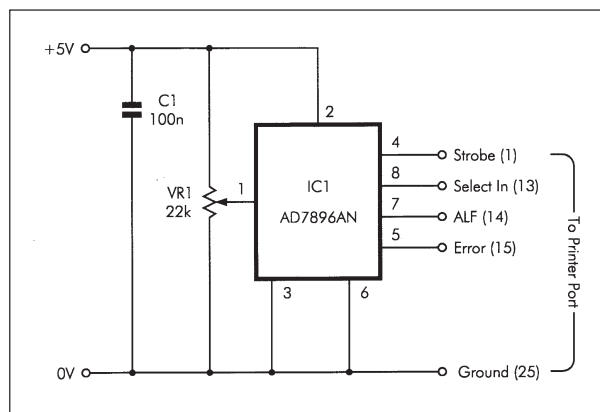 +5V
C1
100n
2
4
Strobe (1)
IC1
8
Select In (13)
VR1
22k
1
AD7896AN
7
ALF (14)
5
Error (15)
To Printer Port
3
6
0V
Ground (25)